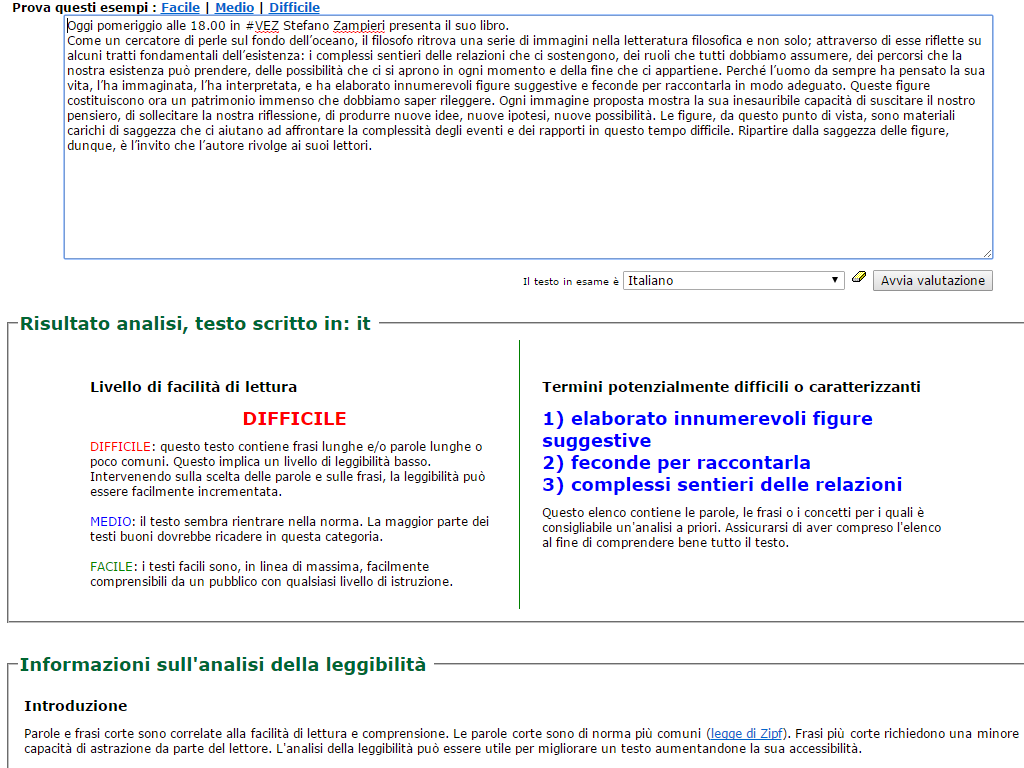 Prova questi esempi : Facile | Medio | Difficile
Oggi pomeriggio alle 18.00 in #VEZ Stefano Zampieri presenta il suo libro.
Come un cercatore di perle sul fondo dell’oceano, il filosofo ritrova una serie di immagini nella letteratura filosofica e non solo; attraverso di esse riflette su
alcuni tratti fondamentali dell’esistenza: i complessi sentieri delle relazioni che ci sostengono, dei ruoli che tutti dobbiamo assumere, dei percorsi che la
nostra esistenza può prendere, delle possibilità che ci si aprono in ogni momento e della fine che ci appartiene. Perché l’uomo da sempre ha pensato la sua
vita, l’ha immaginata, l’ha interpretata, e ha elaborato innumerevoli figure suggestive e feconde per raccontarla in modo adeguato. Queste figure
costituiscono ora un patrimonio immenso che dobbiamo saper rileggere. Ogni immagine proposta mostra la sua inesauribile capacità di suscitare il nostro
pensiero, di sollecitare la nostra riflessione, di produrre nuove idee, nuove ipotesi, nuove possibilità. Le figure, da questo punto di vista, sono materiali
carichi di saggezza che ci aiutano ad affrontare la complessità degli eventi e dei rapporti in questo tempo difficile. Ripartire dalla saggezza delle figure,
dunque, è l’invito che l’autore rivolge ai suoi lettori.
Il testo in esame è Italiano Avvia valutazione
Risultato analisi, testo scritto in: it
Livello di facilità di lettura
DIFFICILE
DIFFICILE: questo testo contiene frasi lunghe e/o parole lunghe o
poco comuni. Questo implica un livello di leggibilità basso.
Intervenendo sulla scelta delle parole e sulle frasi, la leggibilità può
essere facilmente incrementata.
MEDIO: il testo sembra rientrare nella norma. La maggior parte dei
testi buoni dovrebbe ricadere in questa categoria.
FACILE: i testi facili sono, in linea di massima, facilmente
comprensibili da un pubblico con qualsiasi livello di istruzione.
Termini potenzialmente difficili o caratterizzanti
1) elaborato innumerevoli figure
suggestive
2) feconde per raccontarla
3) complessi sentieri delle relazioni
Questo elenco contiene le parole, le frasi o i concetti per i quali è
consigliabile un'analisi a priori. Assicurarsi di aver compreso l'elenco
al fine di comprendere bene tutto il testo.
Informazioni sull'analisi della leggibilità
Introduzione
Parole e frasi corte sono correlate alla facilità di lettura e comprensione. Le parole corte sono di norma più comuni (legge di Zipf). Frasi più corte richiedono una minore
capacità di astrazione da parte del lettore. L'analisi della leggibilità può essere utile per migliorare un testo aumentandone la sua accessibilità.